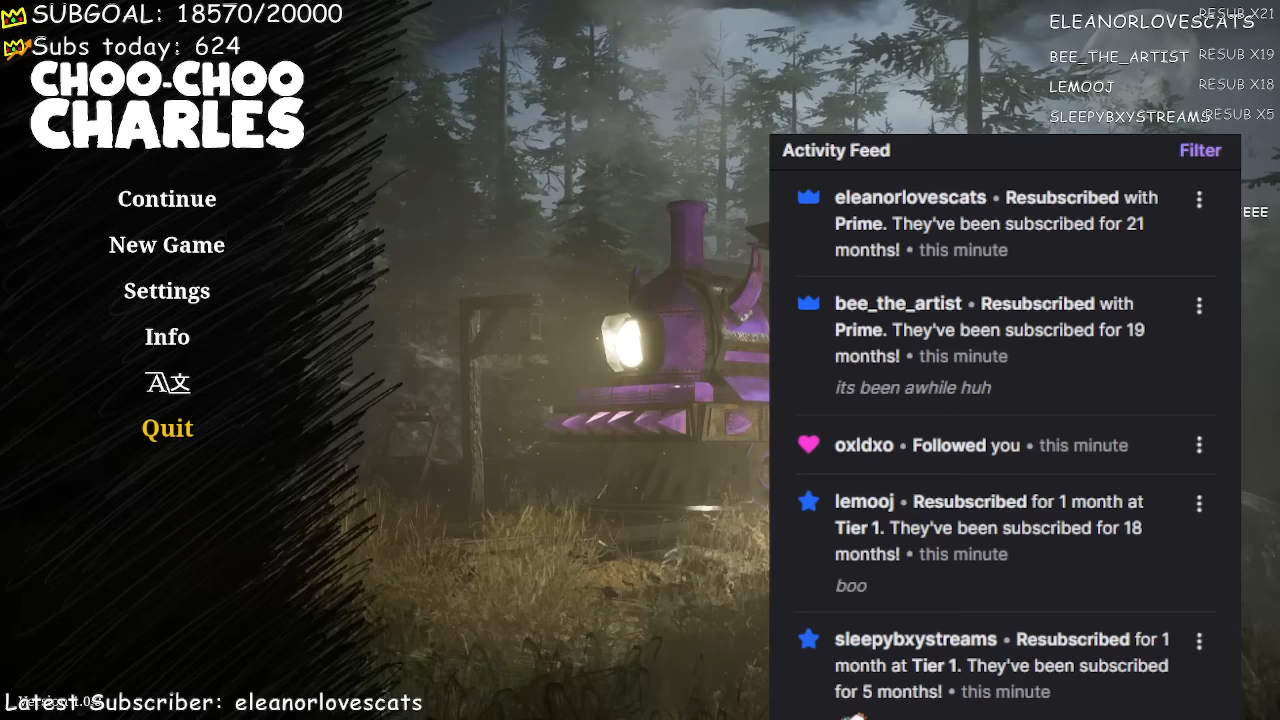 SUBGOAL: 18570/20000
Subs today: 624
CHOO-CHOO
CHARLES
Continue
New Game
Settings
Info
A文
Quit
Latest Subscriber: eleanorlovescats
ELEANORLOVESCATS RESUB X21
BEE_THE_ARTIST RESUB X19
LEMOOJ RESUB X18
SLEEPYBXYSTREAMS RESUB X5
Activity Feed Filter
eleanorlovescats • Resubscribed with
Prime. They've been subscribed for 21
months! • this minute
bee_the_artist • Resubscribed with
Prime. They've been subscribed for 19
months! • this minute
its been awhile huh
oxldxo • Followed you • this minute
lemooj • Resubscribed for 1 month at
Tier 1. They've been subscribed for 18
months! • this minute
boo
sleepybxystreams • Resubscribed for 1
month at Tier 1. They've been subscribed
for 5 months! • this minute